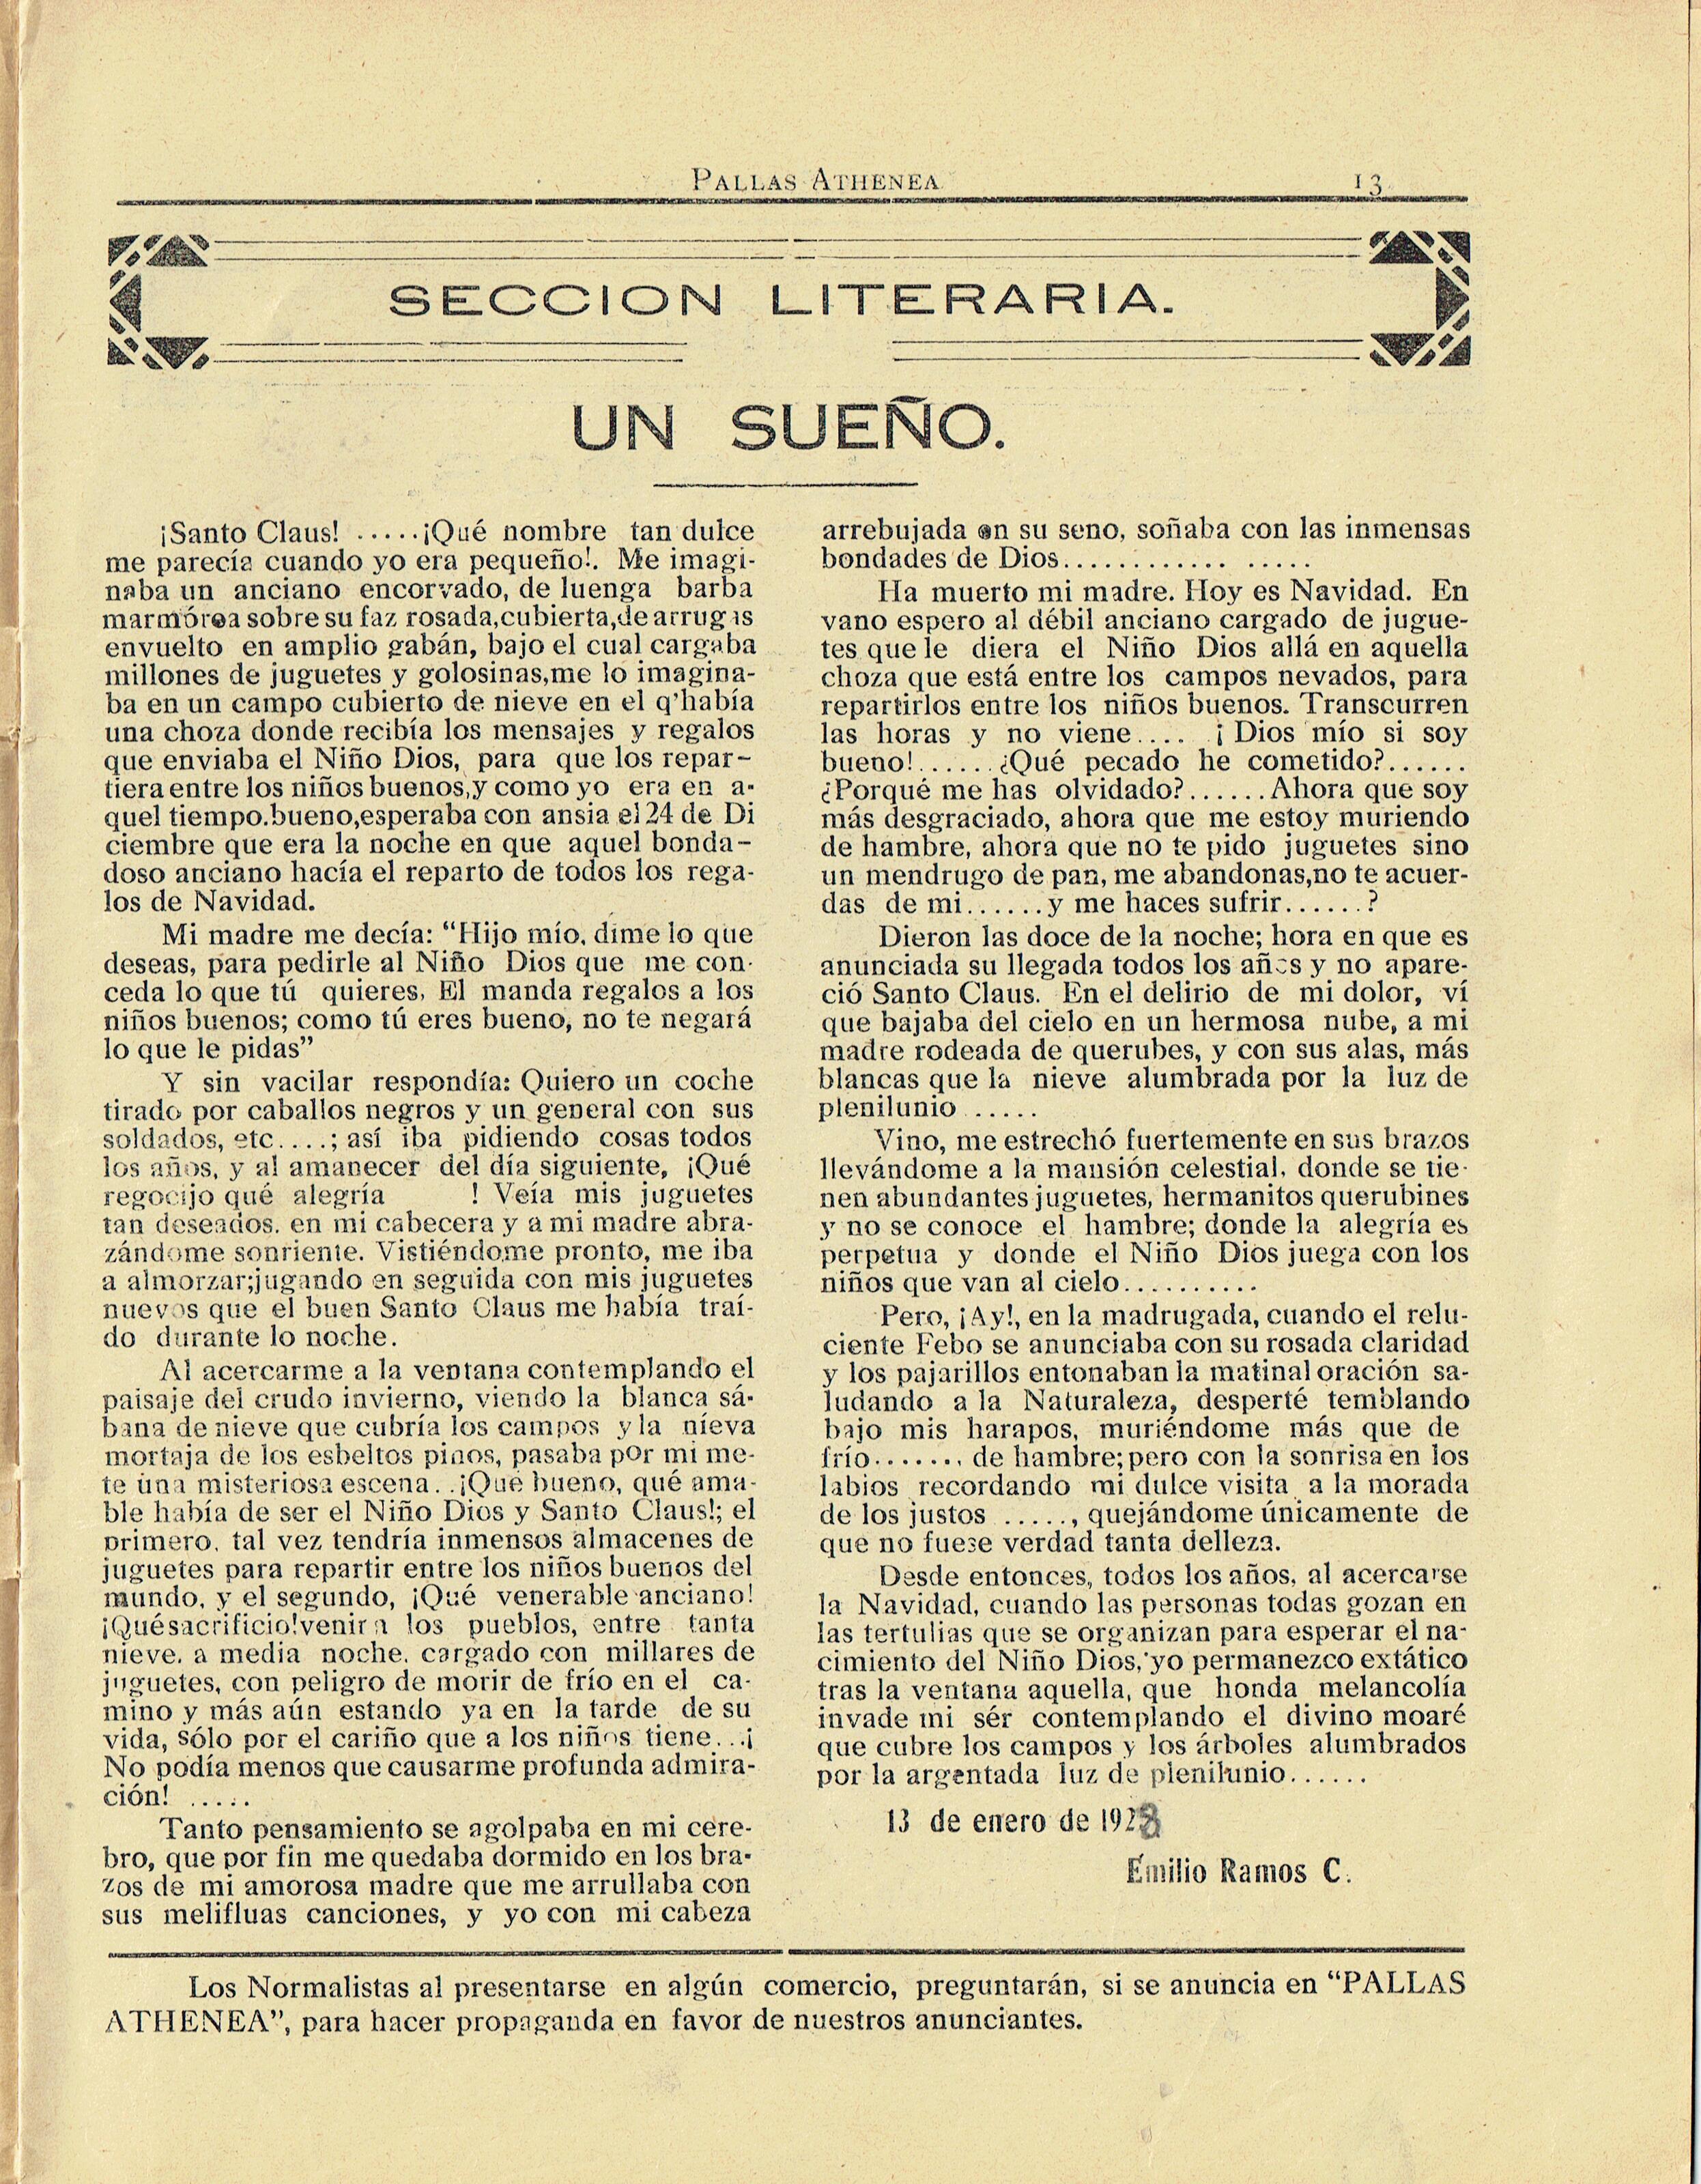 PALLAS ATHENEA
13
SECCION LITERARIA.
UN SUEÑO.
¡Santo Claus! .....¡Qué nombre tan dulce
me parecía cuando yo era pequeño!. Me imagi-
naba un anciano encorvado, de luenga barba
marmórea sobre su faz rosada,cubierta,de arrugas
envuelto en amplio gabán, bajo el cual cargaba
millones de juguetes y golosinas,me lo imagina-
ba en un campo cubierto de nieve en el q'había
una choza donde recibía los mensajes y regalos
que enviaba el Niño Dios, para que los repar-
tiera entre los niños buenos,y como yo era en a-
quel tiempo.bueno,esperaba con ansia el 24 de Di
ciembre que era la noche en que aquel bonda-
doso anciano hacía el reparto de todos los rega-
los de Navidad.
Mi madre me decía: “Hijo mío, dime lo que
deseas, para pedirle al Niño Dios que me con-
ceda lo que tú quieres, El manda regalos a los
niños buenos; como tú eres bueno, no te negará
lo que le pidas”
Y sin vacilar respondía: Quiero un coche
tirado por caballos negros y un general con sus
soldados, etc....; así iba pidiendo cosas todos
los años, y al amanecer del día siguiente, ¡Qué
regocijo qué alegría ! Veía mis juguetes
tan deseados, en mi cabecera y a mi madre abra-
zándome sonriente. Vistiéndome pronto, me iba
a almorzar;jugando en seguida con mis juguetes
nuevos que el buen Santo Claus me había traí-
do durante lo noche.
Al acercarme a la ventana contemplando el
paisaje del crudo invierno, viendo la blanca sá-
bana de nieve que cubría los campos y la níeva
mortaja de los esbeltos pinos, pasaba por mi me-
te una misteriosa escena. .¡Qué bueno, qué ama-
ble había de ser el Niño Dios y Santo Claus!; el
primero, tal vez tendría inmensos almacenes de
juguetes para repartir entre los niños buenos del
mundo, y el segundo, ¡Qué venerable anciano!
¡Quésacrificio!venir a los pueblos, entre tanta
nieve, a media noche, cargado con millares de
juguetes, con peligro de morir de frío en el ca-
mino y más aún estando ya en la tarde de su
vida, sólo por el cariño que a los niños tiene...¡
No podía menos que causarme profunda admira-
ción! .....
Tanto pensamiento se agolpaba en mi cere-
bro, que por fin me quedaba dormido en los bra-
zos de mi amorosa madre que me arrullaba con
sus melifluas canciones, y yo con mi cabeza
arrebujada en su seno, soñaba con las inmensas
bondades de Dios............ .....
Ha muerto mi madre. Hoy es Navidad. En
vano espero al débil anciano cargado de jugue-
tes que le diera el Niño Dios allá en aquella
choza que está entre los campos nevados, para
repartirlos entre los niños buenos. Transcurren
las horas y no viene.... ¡Dios mío si soy
bueno!......¿Qué pecado he cometido?......
¿Porqué me has olvidado?......Ahora que soy
más desgraciado, ahora que me estoy muriendo
de hambre, ahora que no te pido juguetes sino
un mendrugo de pan, me abandonas,no te acuer-
das de mi......y me haces sufrir......?
Dieron las doce de la noche; hora en que es
anunciada su llegada todos los años y no apare-
ció Santo Claus. En el delirio de mi dolor, ví
que bajaba del cielo en un hermosa nube, a mi
madre rodeada de querubes, y con sus alas, más
blancas que la nieve alumbrada por la luz de
plenilunio .....
Vino, me estrechó fuertemente en sus brazos
llevándome a la mansión celestial, donde se tie-
nen abundantes juguetes, hermanitos querubines
y no se conoce el hambre; donde la alegría es
perpetua y donde el Niño Dios juega con los
niños que van al cielo..........
Pero, ¡Ay!, en la madrugada, cuando el relu-
ciente Febo se anunciaba con su rosada claridad
y los pajarillos entonaban la matinal oración sa-
ludando a la Naturaleza, desperté temblando
bajo mis harapos, muriéndome más que de
frío......., de hambre;pero con la sonrisa en los
labios recordando mi dulce visita a la morada
de los justos ....., quejándome únicamente de
que no fuese verdad tanta delleza.
Desde entonces, todos los años, al acercarse
la Navidad, cuando las personas todas gozan en
las tertulias que se organizan para esperar el na-
cimiento del Niño Dios, yo permanezco extático
tras la ventana aquella, que honda melancolía
invade mi sér contemplando el divino moaré
que cubre los campos y los árboles alumbrados
por la argentada luz de plenilunio......
13 de enero de 1928
Emilio Ramos C.
Los Normalistas al presentarse en algún comercio, preguntarán, si se anuncia en “PALLAS
ATHENEA”, para hacer propaganda en favor de nuestros anunciantes.